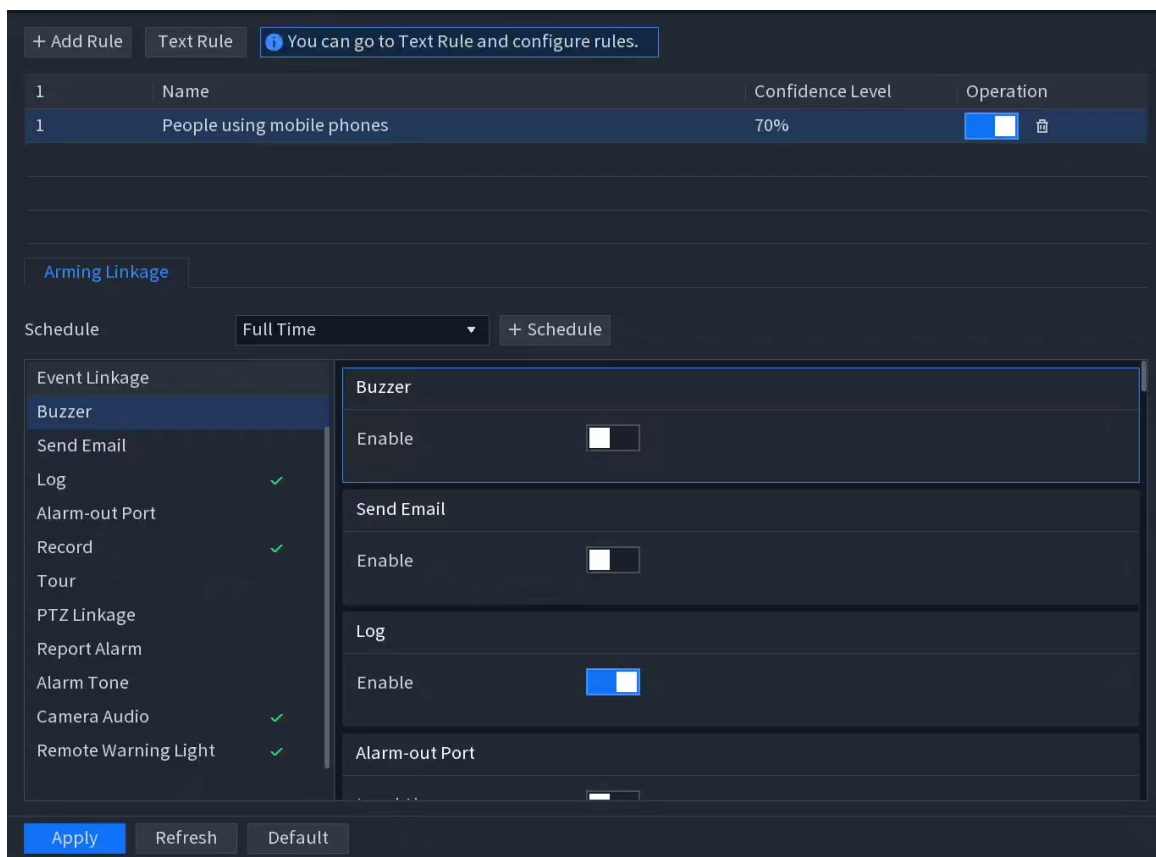 + Add Rule Text Rule You can go to Text Rule and configure rules.
1 Name Confidence Level Operation
1 People using mobile phones 70%
Arming Linkage
Schedule Full Time + Schedule
Event Linkage
Buzzer
Send Email
Log
Alarm-out Port
Record
Tour
PTZ Linkage
Report Alarm
Alarm Tone
Camera Audio
Remote Warning Light
Buzzer
Enable
Send Email
Enable
Log
Enable
Alarm-out Port
Apply Refresh Default